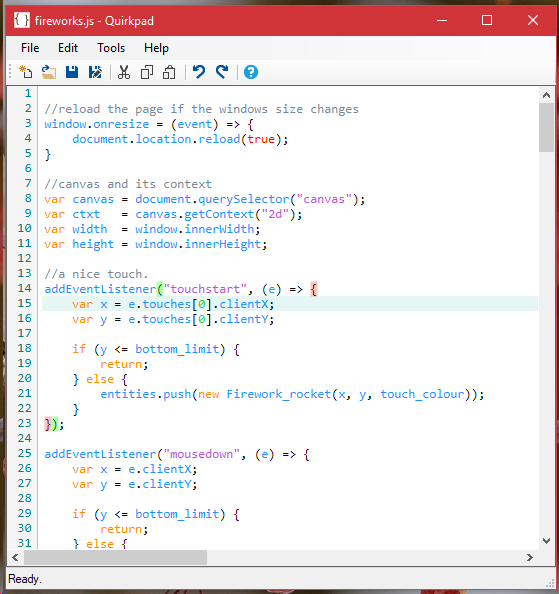 { } fireworks.js - Quirkpad
File Edit Tools Help
1
2 //reload the page if the windows size changes
3 window.onresize = (event) => {
4     document.location.reload(true);
5 }
6
7 //canvas and its context
8 var canvas = document.querySelector("canvas");
9 var ctxt   = canvas.getContext("2d");
10 var width  = window.innerWidth;
11 var height = window.innerHeight;
12
13 //a nice touch.
14 addEventListener("touchstart", (e) => {
15     var x = e.touches[0].clientX;
16     var y = e.touches[0].clientY;
17
18     if (y <= bottom_limit) {
19         return;
20     } else {
21         entities.push(new Firework_rocket(x, y, touch_colour));
22     }
23 });
24
25 addEventListener("mousedown", (e) => {
26     var x = e.clientX;
27     var y = e.clientY;
28
29     if (y <= bottom_limit) {
30         return;
31     } else {
Ready.